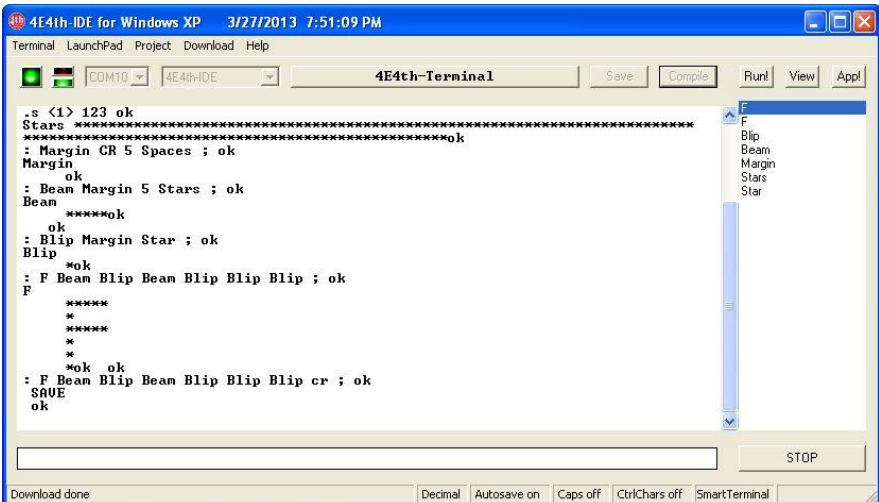 4th 4E4th-IDE for Windows XP 3/27/2013 7:51:09 PM
Terminal LaunchPad Project Download Help
COM10 4E4th-IDE 4E4th-Terminal Save Compile Run! View App!
.s <1> 123 ok
Stars **************************************************************************
***************************************************ok
: Margin CR 5 Spaces ; ok
Margin
ok
: Beam Margin 5 Stars ; ok
Beam
*****ok
ok
: Blip Margin Star ; ok
Blip
*ok
: F Beam Blip Beam Blip Blip Blip ; ok
F
*****
*
*****
*
*
*ok ok
: F Beam Blip Beam Blip Blip Blip cr ; ok
SAVE
ok
F
F
Blip
Beam
Margin
Stars
Star
STOP
Download done Decimal Autosave on Caps off CtrlChars off SmartTerminal